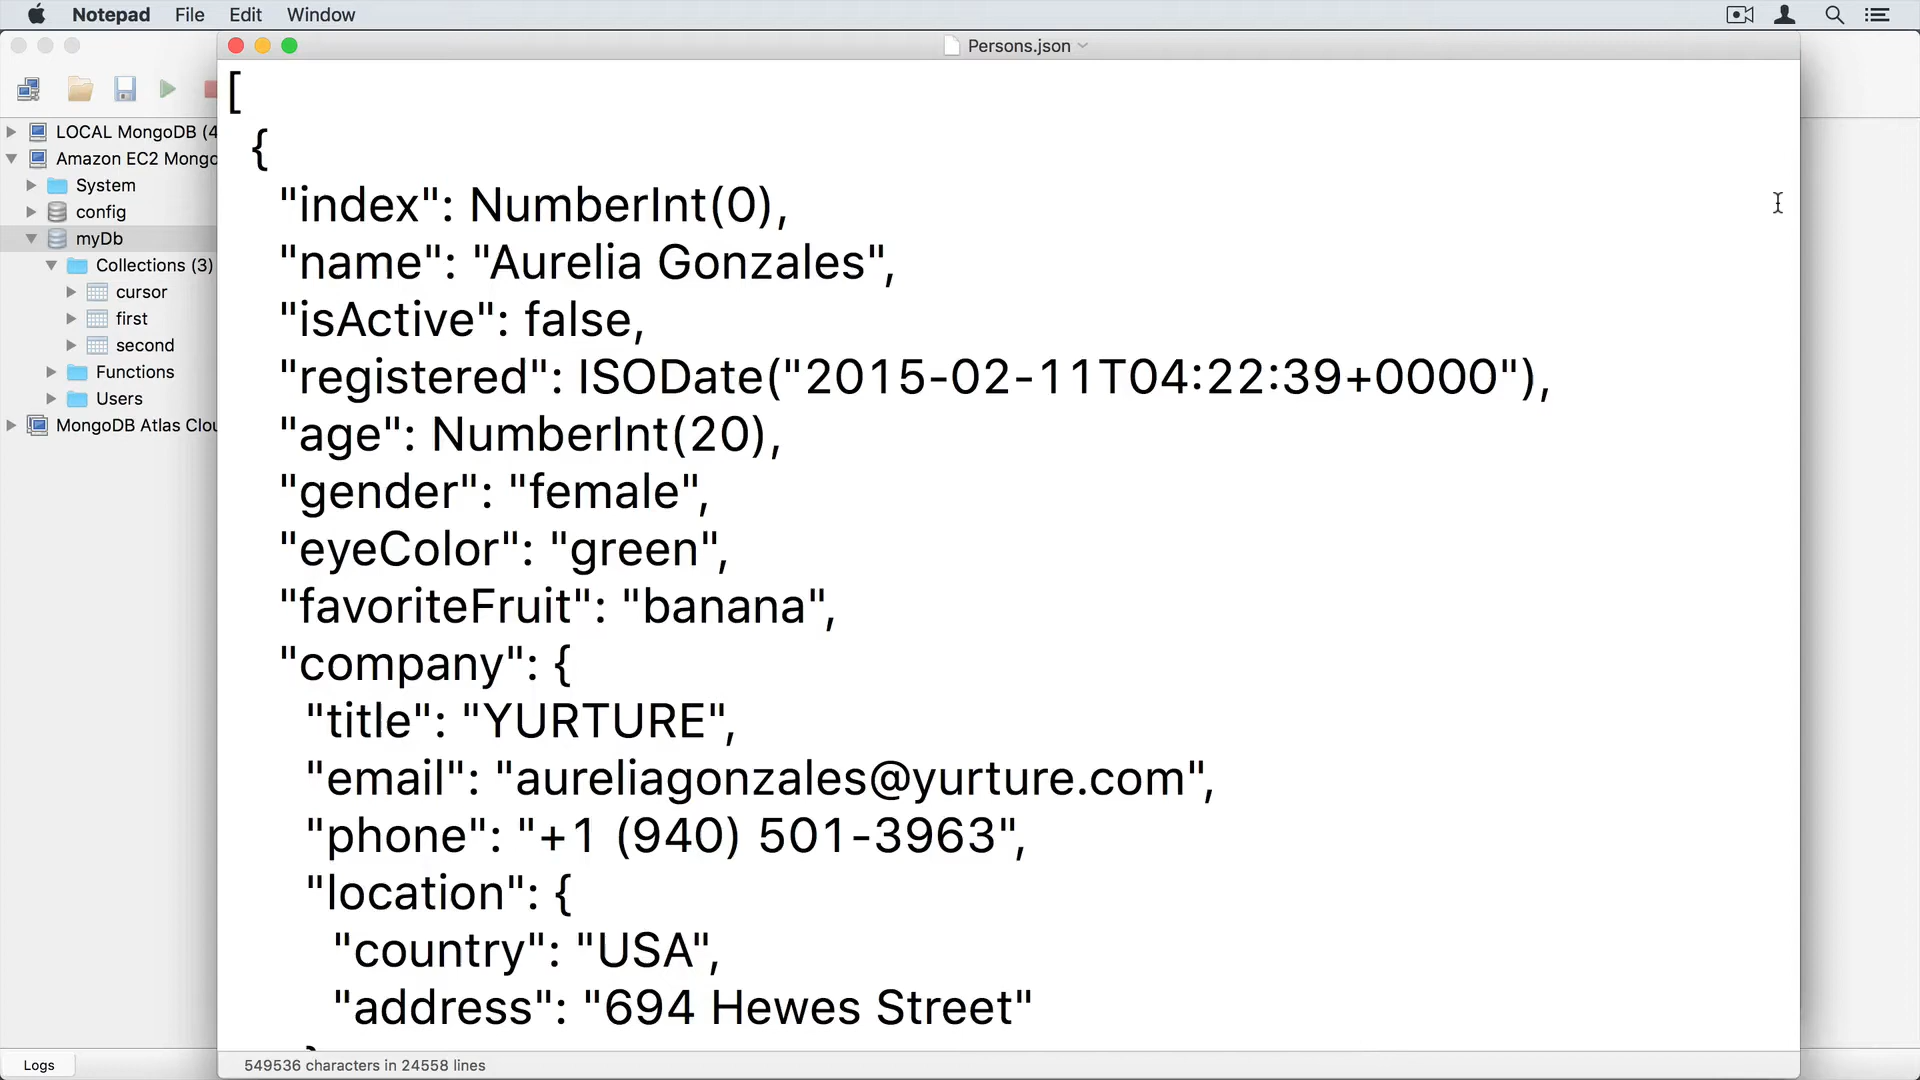 Notepad File Edit Window
Persons.json
LOCAL MongoDB (4
Amazon EC2 Mongo
System
config
myDb
Collections (3)
cursor
first
second
Functions
Users
MongoDB Atlas Clou
[
{
"index": NumberInt(0),
"name": "Aurelia Gonzales",
"isActive": false,
"registered": ISODate("2015-02-11T04:22:39+0000"),
"age": NumberInt(20),
"gender": "female",
"eyeColor": "green",
"favoriteFruit": "banana",
"company": {
"title": "YURTURE",
"email": "aureliagonzales@yurture.com",
"phone": "+1 (940) 501-3963",
"location": {
"country": "USA",
"address": "694 Hewes Street"
}
Logs
549536 characters in 24558 lines